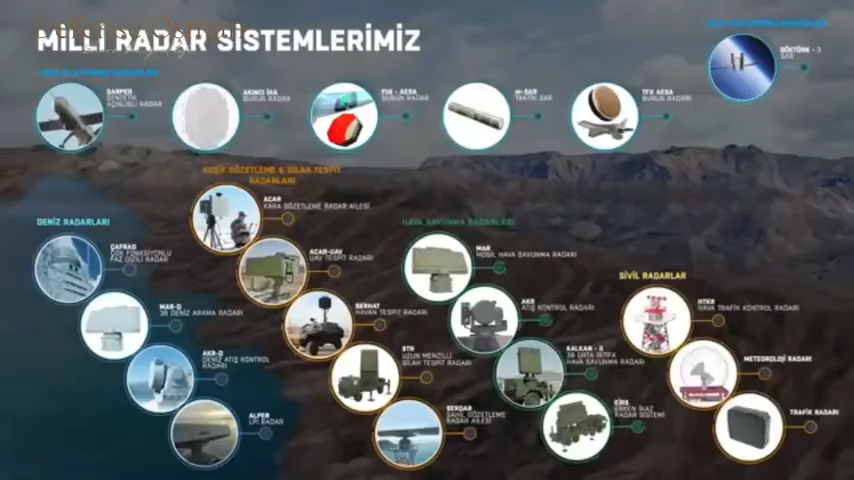 MİLLİ RADAR SİSTEMLERİMİZ
GÖKTÜRK - 3
SAR
SARPER
SENTETİK
AÇIKLIKLI RADAR
AKINCI İHA
BURUN RADARI
F16 - AESA
BURUN RADARI
m-SAR
TAKTİK SAR
TFX AESA
BURUN RADARI
KEŞİF GÖZETLEME & SİLAH TESPİT
RADARLARI
ACAR
KARA GÖZETLEME RADAR AİLESİ
ACAR-UAV
UAV TESPİT RADARI
SERHAT
HAVAN TESPİT RADARI
STR
UZUN MENZİLLİ
SİLAH TESPİT RADARI
SERDAR
SAHİL GÖZETLEME
RADAR AİLESİ
DENİZ RADARLARI
ÇAFRAD
ÇOK FONKSİYONLU
FAZ DİZİLİ RADAR
MAR-D
3B DENİZ ARAMA RADARI
AKR-D
DENİZ ATIŞ KONTROL
RADARI
ALPER
LPI RADAR
HAVA SAVUNMA RADARLARI
MAR
MOBİL HAVA SAVUNMA RADARI
AKR
ATIŞ KONTROL RADARI
KALKAN - II
3B ORTA İRTİFA
HAVA SAVUNMA RADARI
EİRS
ERKEN İKAZ
RADAR SİSTEMİ
SİVİL RADARLAR
HTRR
HAVA TRAFİK KONTROL RADARI
METEOROLOJİ RADARI
TRAFİK RADARI